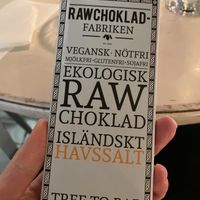 RAWCHOKLAD-
FABRIKEN
VEGANSK·NÖTFRI
MJÖLKFRI·GLUTENFRI·SOJAFRI
EKOLOGISK
RAW
CHOKLAD
ISLÄNDSKT
HAVSSALT
TREE TO BAR